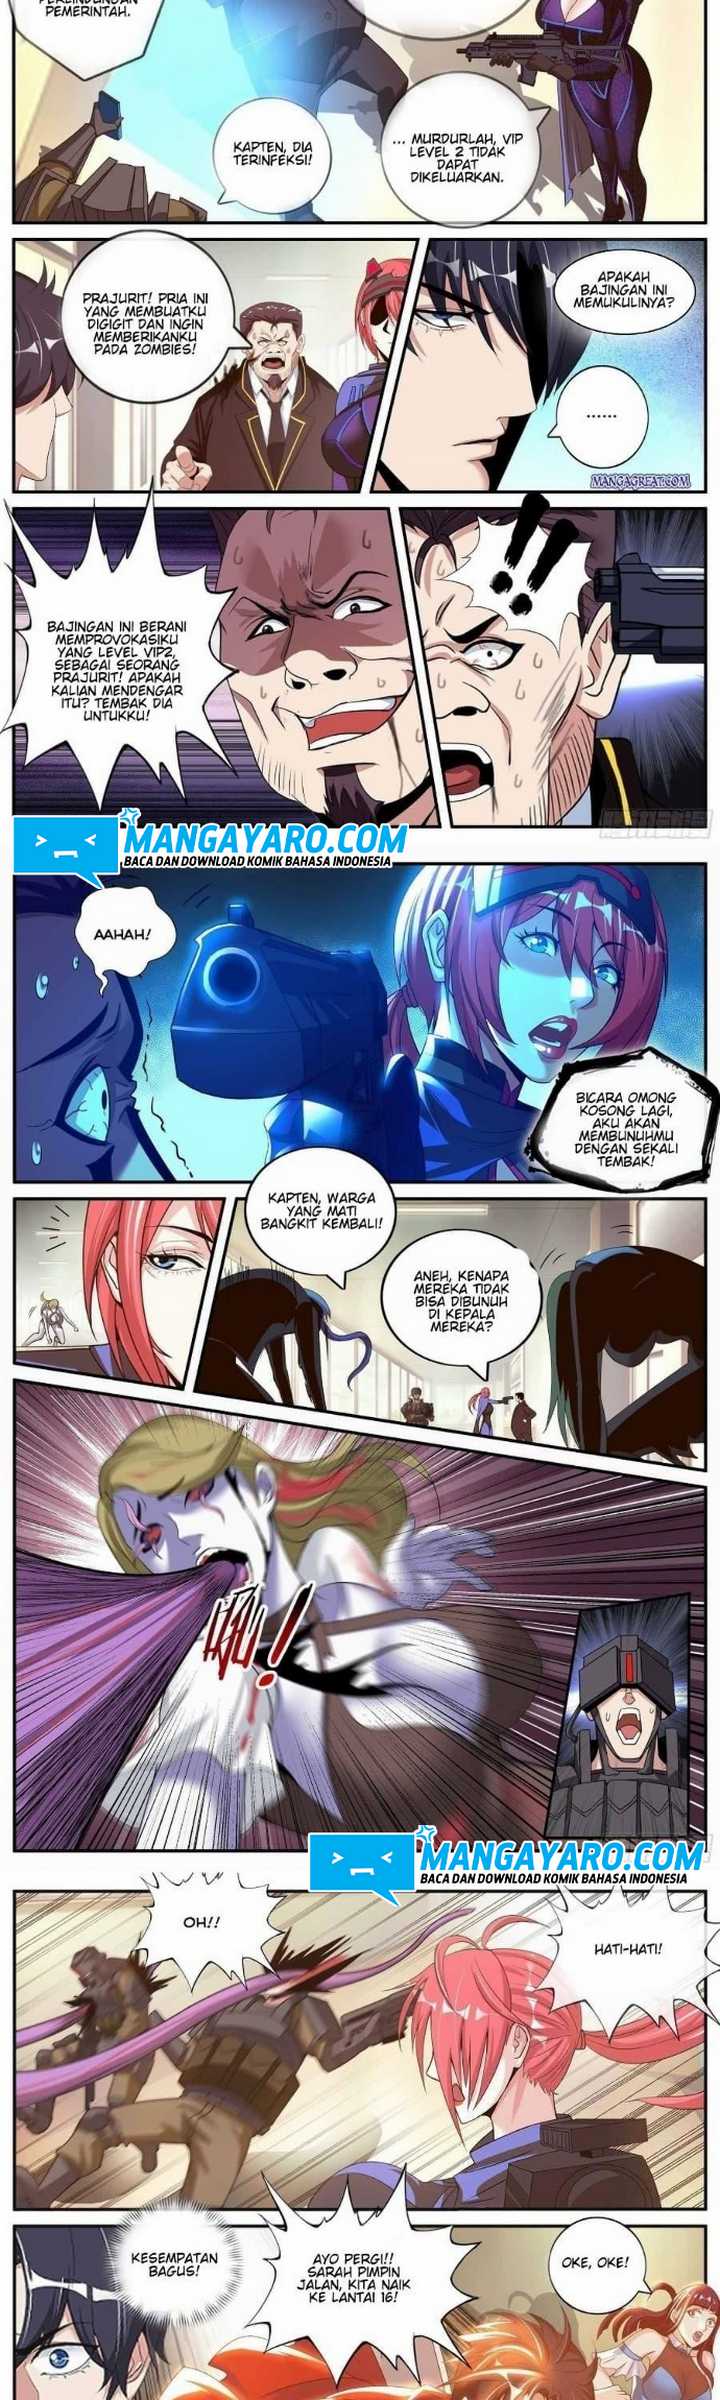 PERLINDUNGAN
PEMERINTAH.
KAPTEN, DIA
TERINFEKSI!
... MURDURLAH, VIP
LEVEL 2 TIDAK
DAPAT
DIKELUARKAN.
PRAJURIT! PRIA INI
YANG MEMBUATKU
DIGIGIT DAN INGIN
MEMBERIKANKU
PADA ZOMBIES!
APAKAH
BAJINGAN INI
MEMUKULINYA?
......
MANGAGREAT.COM
BAJINGAN INI BERANI
MEMPROVOKASIKU
YANG LEVEL VIP2,
SEBAGAI SEORANG
PRAJURIT! APAKAH
KALIAN MENDENGAR
ITU? TEMBAK DIA
UNTUKKU!
!!
MANGAYARO.COM
BACA DAN DOWNLOAD KOMIK BAHASA INDONESIA
AAHAH!
BICARA OMONG
KOSONG LAGI,
AKU AKAN
MEMBUNUHMU
DENGAN SEKALI
TEMBAK!
KAPTEN, WARGA
YANG MATI
BANGKIT KEMBALI!
ANEH, KENAPA
MEREKA TIDAK
BISA DIBUNUH
DI KEPALA
MEREKA?
MANGAYARO.COM
BACA DAN DOWNLOAD KOMIK BAHASA INDONESIA
OH!!
HATI-HATI!
KESEMPATAN
BAGUS!
AYO PERGI!!
SARAH PIMPIN
JALAN, KITA NAIK
KE LANTAI 16!
OKE, OKE!